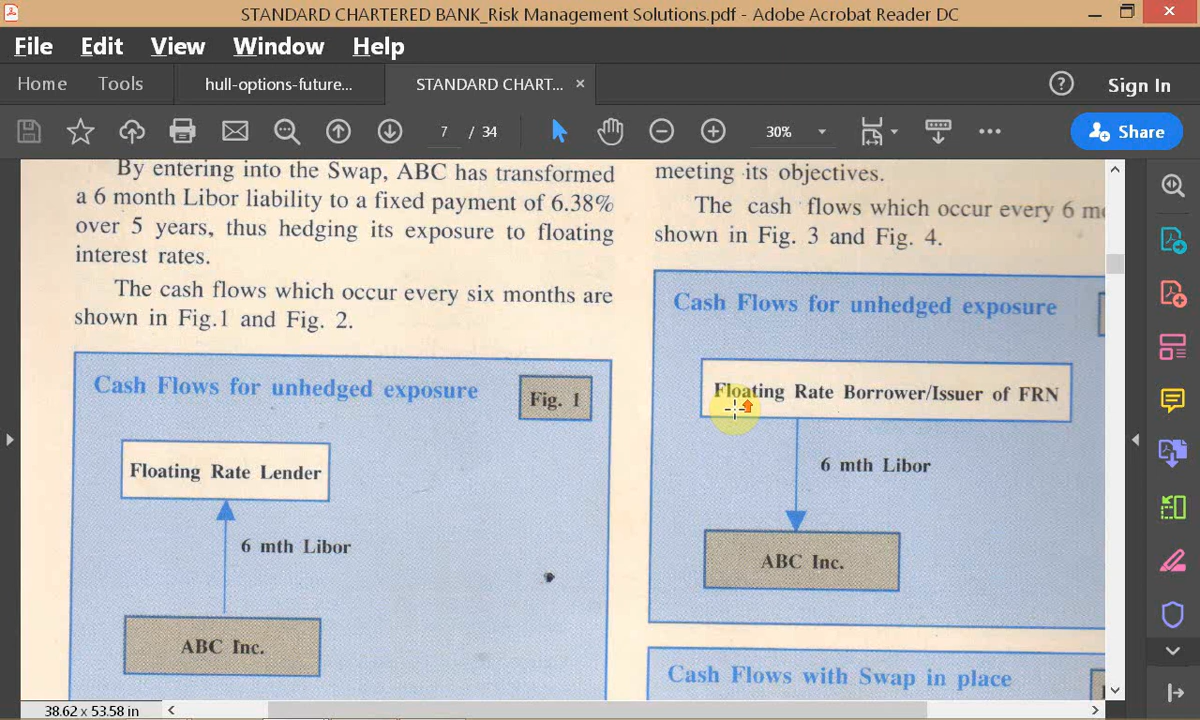 STANDARD CHARTERED BANK_Risk Management Solutions.pdf - Adobe Acrobat Reader DC
File Edit View Window Help
Home Tools hull-options-future... STANDARD CHART... × Sign In
7 / 34 30% Share
By entering into the Swap, ABC has transformed
a 6 month Libor liability to a fixed payment of 6.38%
over 5 years, thus hedging its exposure to floating
interest rates.
The cash flows which occur every six months are
shown in Fig.1 and Fig. 2.
Cash Flows for unhedged exposure
Fig. 1
Floating Rate Lender
6 mth Libor
ABC Inc.
meeting its objectives.
The cash flows which occur every 6
shown in Fig. 3 and Fig. 4.
Cash Flows for unhedged exposure
Floating Rate Borrower/Issuer of FRN
6 mth Libor
ABC Inc.
Cash Flows with Swap in place
38.62 x 53.58 in